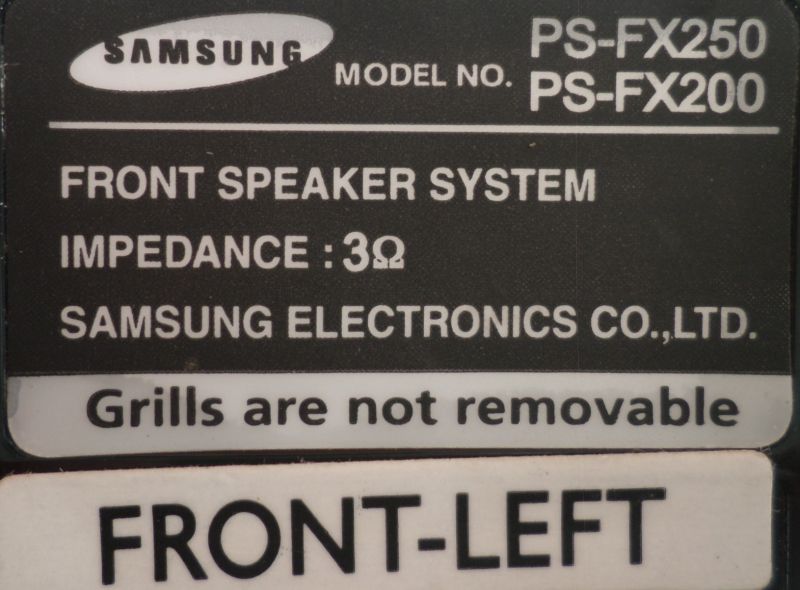 SAMSUNG
MODEL NO. PS-FX250
PS-FX200
FRONT SPEAKER SYSTEM
IMPEDANCE : 3Ω
SAMSUNG ELECTRONICS CO.,LTD.
Grills are not removable
FRONT-LEFT